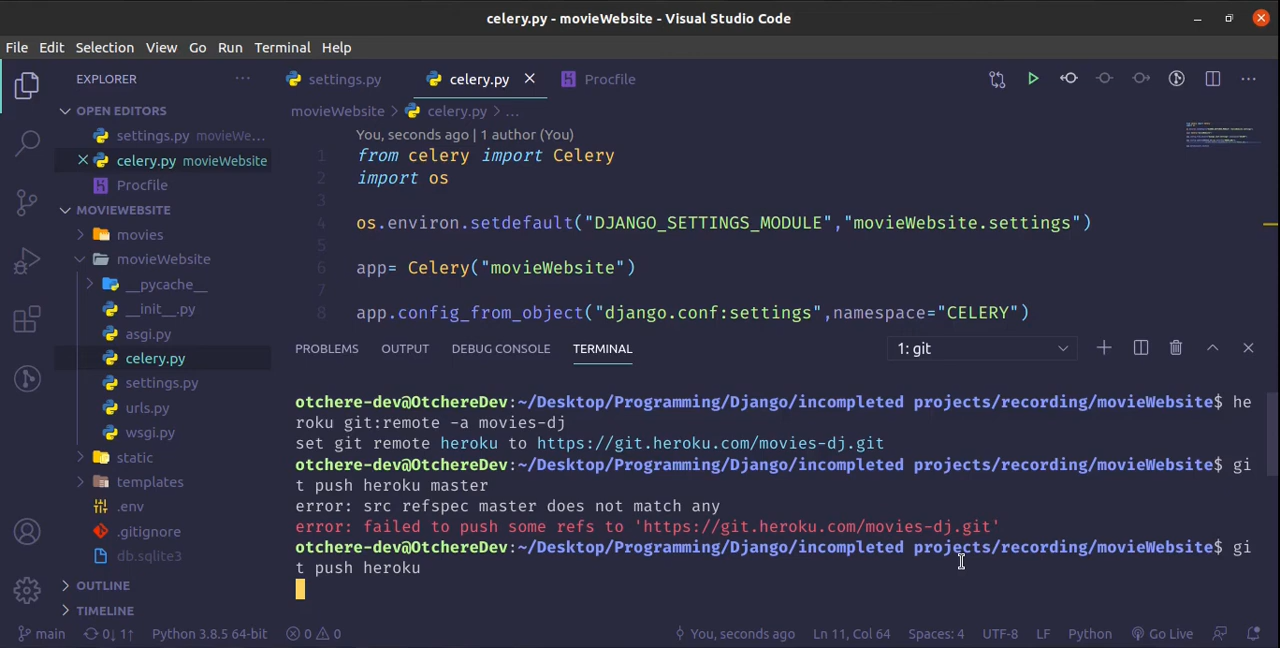 celery.py - movieWebsite - Visual Studio Code
File Edit Selection View Go Run Terminal Help
EXPLORER ···
OPEN EDITORS
settings.py movieWe...
celery.py movieWebsite
Procfile
MOVIEWEBSITE
movies
movieWebsite
__pycache__
__init__.py
asgi.py
celery.py
settings.py
urls.py
wsgi.py
static
templates
.env
.gitignore
db.sqlite3
OUTLINE
TIMELINE
settings.py celery.py Procfile
movieWebsite > celery.py > ...
You, seconds ago | 1 author (You)
1 from celery import Celery
2 import os
3
4 os.environ.setdefault("DJANGO_SETTINGS_MODULE","movieWebsite.settings")
5
6 app= Celery("movieWebsite")
7
8 app.config_from_object("django.conf:settings",namespace="CELERY")
PROBLEMS OUTPUT DEBUG CONSOLE TERMINAL 1: git
otchere-dev@OtchereDev:~/Desktop/Programming/Django/incompleted projects/recording/movieWebsite$ he
roku git:remote -a movies-dj
set git remote heroku to https://git.heroku.com/movies-dj.git
otchere-dev@OtchereDev:~/Desktop/Programming/Django/incompleted projects/recording/movieWebsite$ gi
t push heroku master
error: src refspec master does not match any
error: failed to push some refs to 'https://git.heroku.com/movies-dj.git'
otchere-dev@OtchereDev:~/Desktop/Programming/Django/incompleted projects/recording/movieWebsite$ gi
t push heroku
main 0↓ 1↑ Python 3.8.5 64-bit 0 0 You, seconds ago Ln 11, Col 64 Spaces: 4 UTF-8 LF Python Go Live